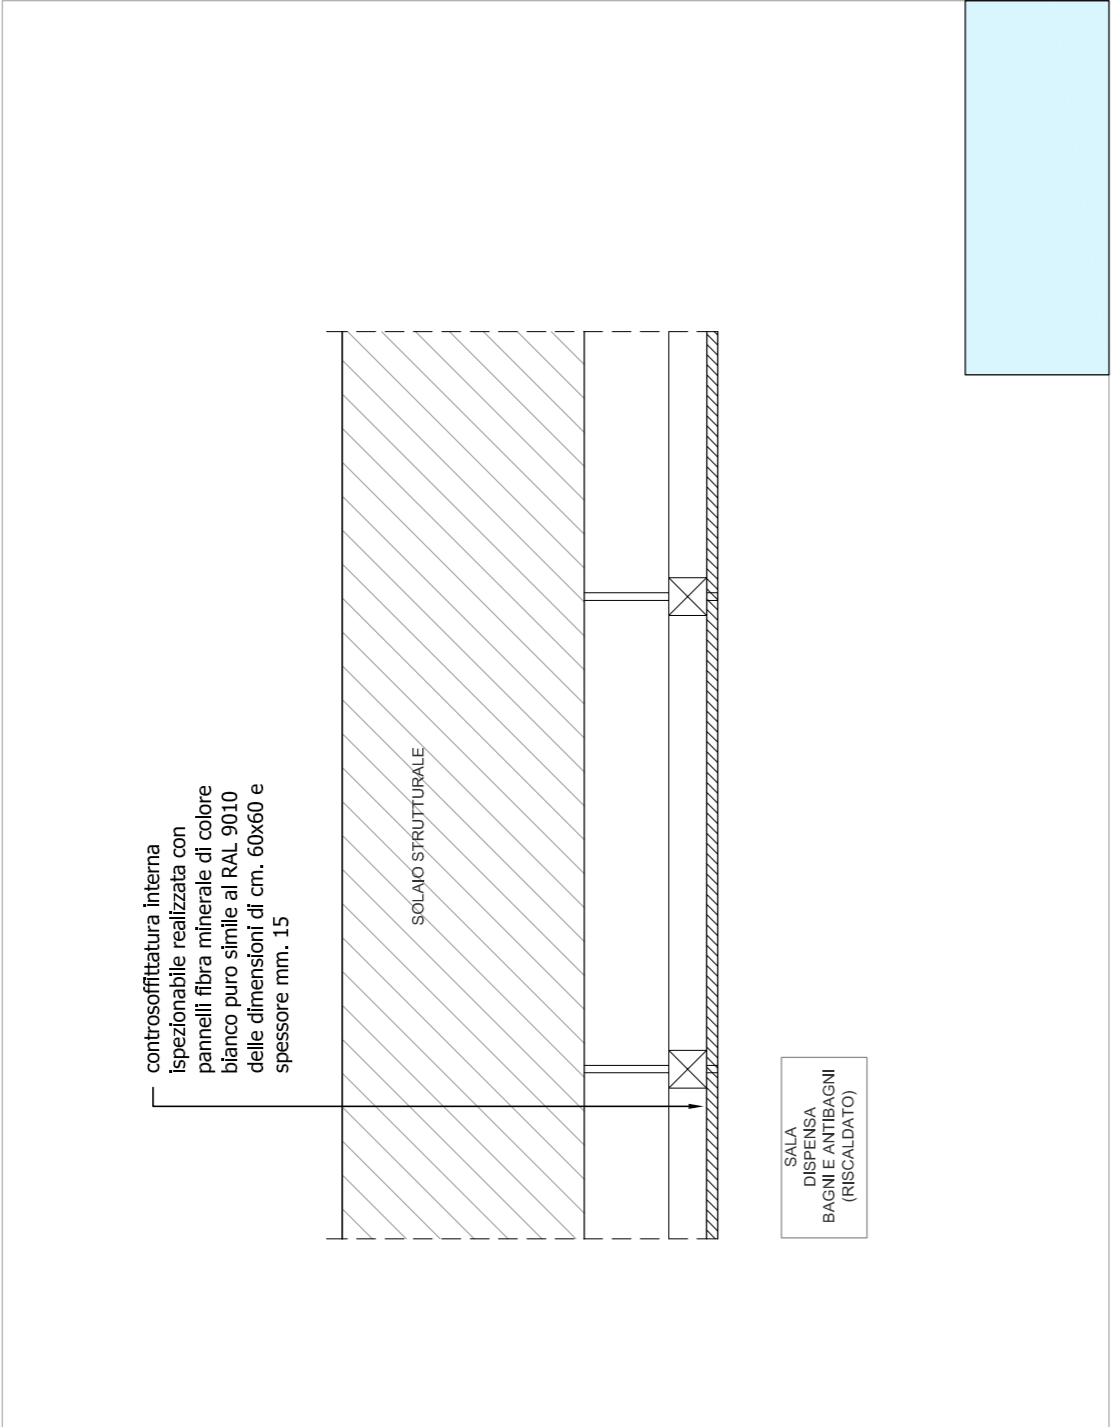 controsoffittatura interna
ispezionabile realizzata con
pannelli fibra minerale di colore
bianco puro simile al RAL 9010
delle dimensioni di cm. 60x60 e
spessore mm. 15
SOLAIO STRUTTURALE
SALA
DISPENSA
BAGNI E ANTIBAGNI
(RISCALDATO)